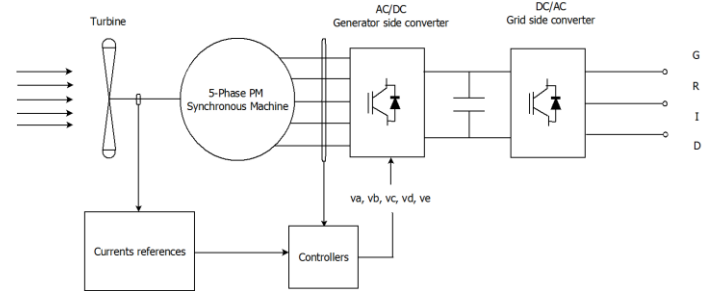 AC/DC
Generator side converter
DC/AC
Grid side converter
Turbine
5-Phase PM
Synchronous Machine
G
R
I
D
va, vb, vc, vd, ve
Currents references
Controllers